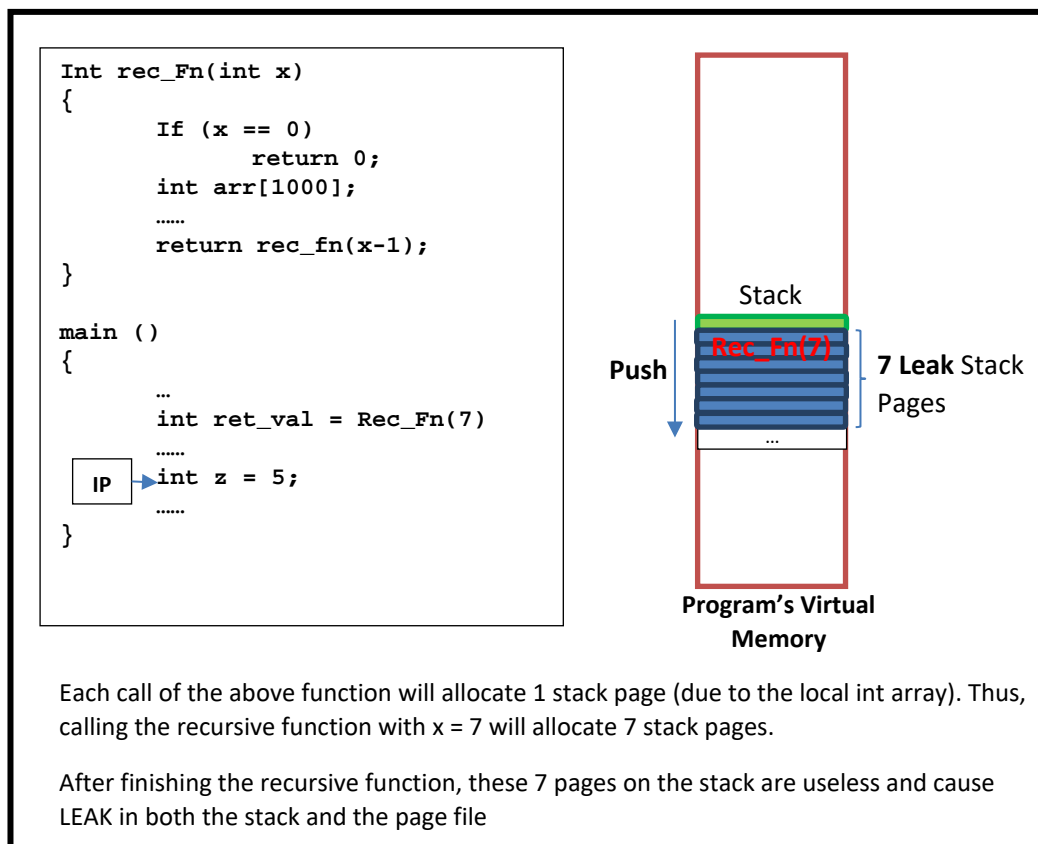 Int rec_Fn(int x)
{
If (x == 0)
return 0;
int arr[1000];
……
return rec_fn(x-1);
}
main ()
{
…
int ret_val = Rec_Fn(7)
……
IP
int z = 5;
……
}
Stack
Rec_Fn(7)
Push
7 Leak Stack
Pages
...
Program's Virtual
Memory
Each call of the above function will allocate 1 stack page (due to the local int array). Thus,
calling the recursive function with x = 7 will allocate 7 stack pages.
After finishing the recursive function, these 7 pages on the stack are useless and cause
LEAK in both the stack and the page file